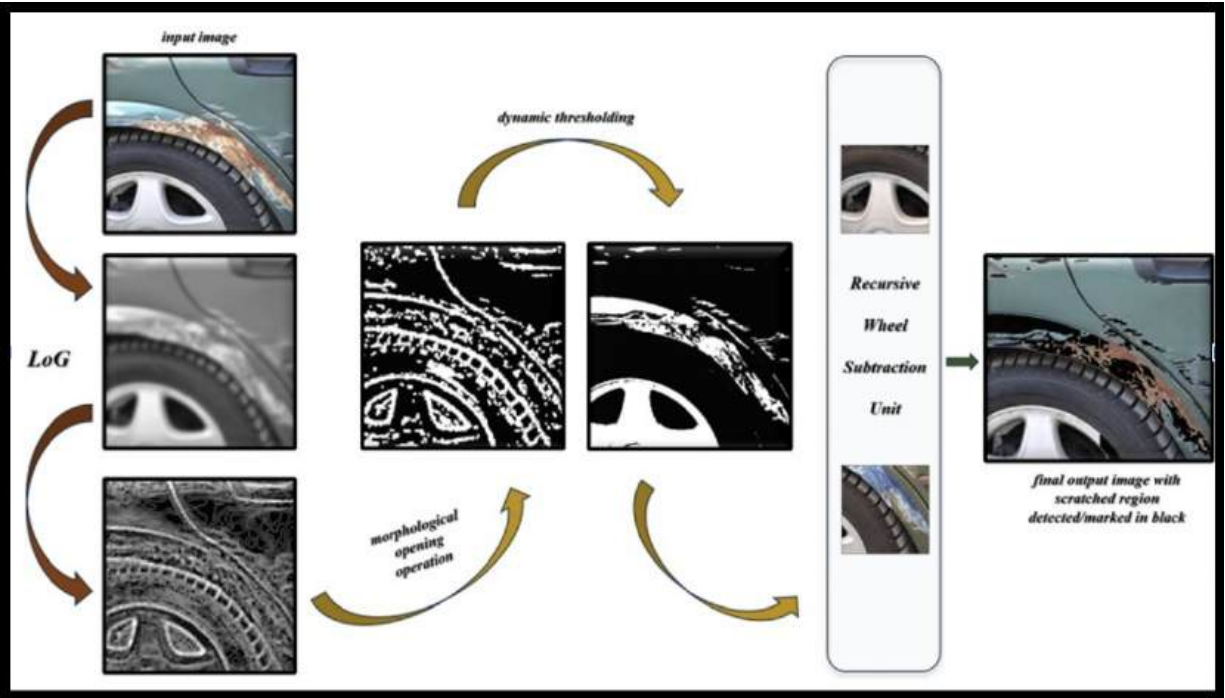 input image
LoG
morphological
opening
operation
dynamic thresholding
Recursive
Wheel
Subtraction
Unit
final output image with
scratched region
detected/marked in black